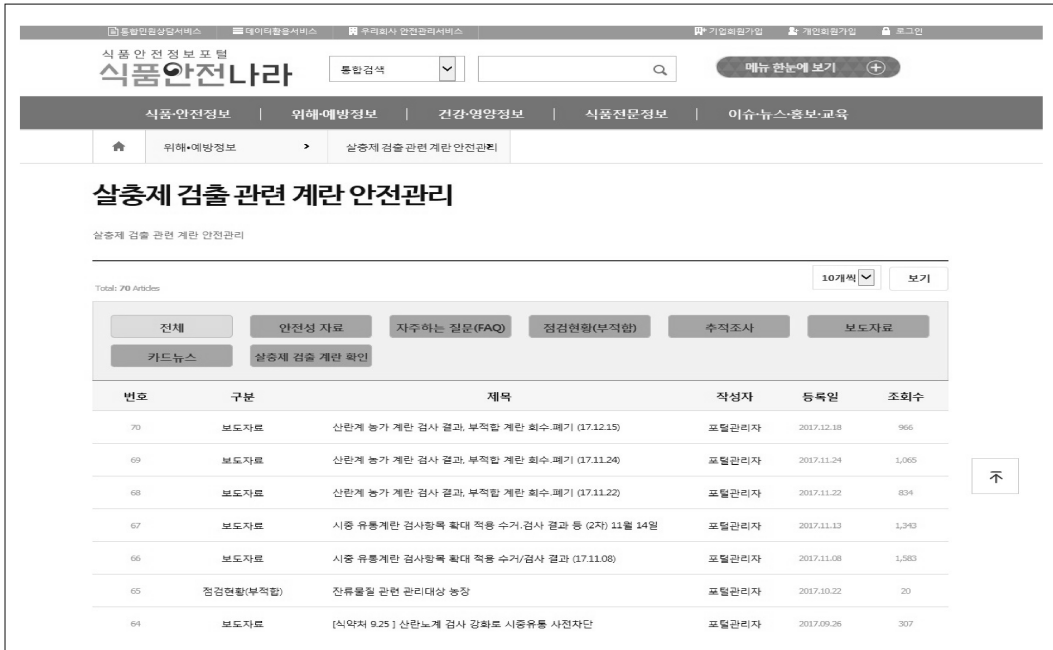 통합민원상담서비스 데이터활용서비스 우리회사 안전관리서비스 기업회원가입 개인회원가입 로그인
식품안전정보포털
식품안전나라 통합검색 메뉴 한눈에 보기
식품·안전정보 | 위해·예방정보 | 건강·영양정보 | 식품전문정보 | 이슈·뉴스·홍보·교육
위해•예방정보 > 살충제 검출 관련 계란 안전관리
살충제 검출 관련 계란 안전관리
살충제 검출 관련 계란 안전관리
Total: 70 Articles 10개씩 보기
전체 안전성 자료 자주하는 질문(FAQ) 점검현황(부적합) 추적조사 보도자료
카드뉴스 살충제 검출 계란 확인
번호 구분 제목 작성자 등록일 조회수
70 보도자료 산란계 농가 계란 검사 결과, 부적합 계란 회수.폐기 (17.12.15) 포털관리자 2017.12.18 966
69 보도자료 산란계 농가 계란 검사 결과, 부적합 계란 회수.폐기 (17.11.24) 포털관리자 2017.11.24 1,065
68 보도자료 산란계 농가 계란 검사 결과, 부적합 계란 회수.폐기 (17.11.22) 포털관리자 2017.11.22 834
67 보도자료 시중 유통계란 검사항목 확대 적용 수거.검사 결과 등 (2차) 11월 14일 포털관리자 2017.11.13 1,343
66 보도자료 시중 유통계란 검사항목 확대 적용 수거/검사 결과 (17.11.08) 포털관리자 2017.11.08 1,583
65 점검현황(부적합) 잔류물질 관련 관리대상 농장 포털관리자 2017.10.22 20
64 보도자료 [식약처 9.25 ] 산란노계 검사 강화로 시중유통 사전차단 포털관리자 2017.09.26 307